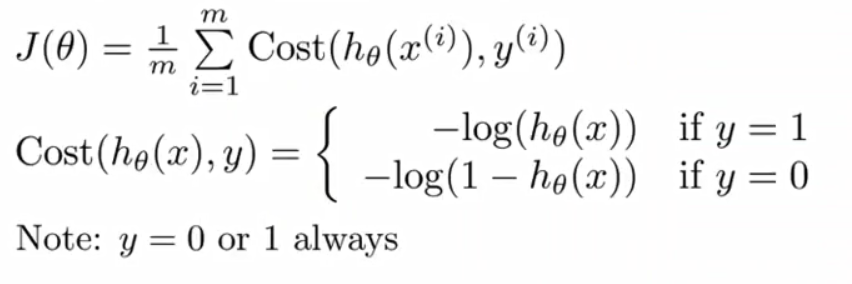 J(θ) = 1/m ∑_{i=1}^{m} Cost(h_θ(x^{(i)}), y^{(i)})
Cost(h_θ(x), y) = { −log(h_θ(x)) if y = 1
−log(1 − h_θ(x)) if y = 0
Note: y = 0 or 1 always